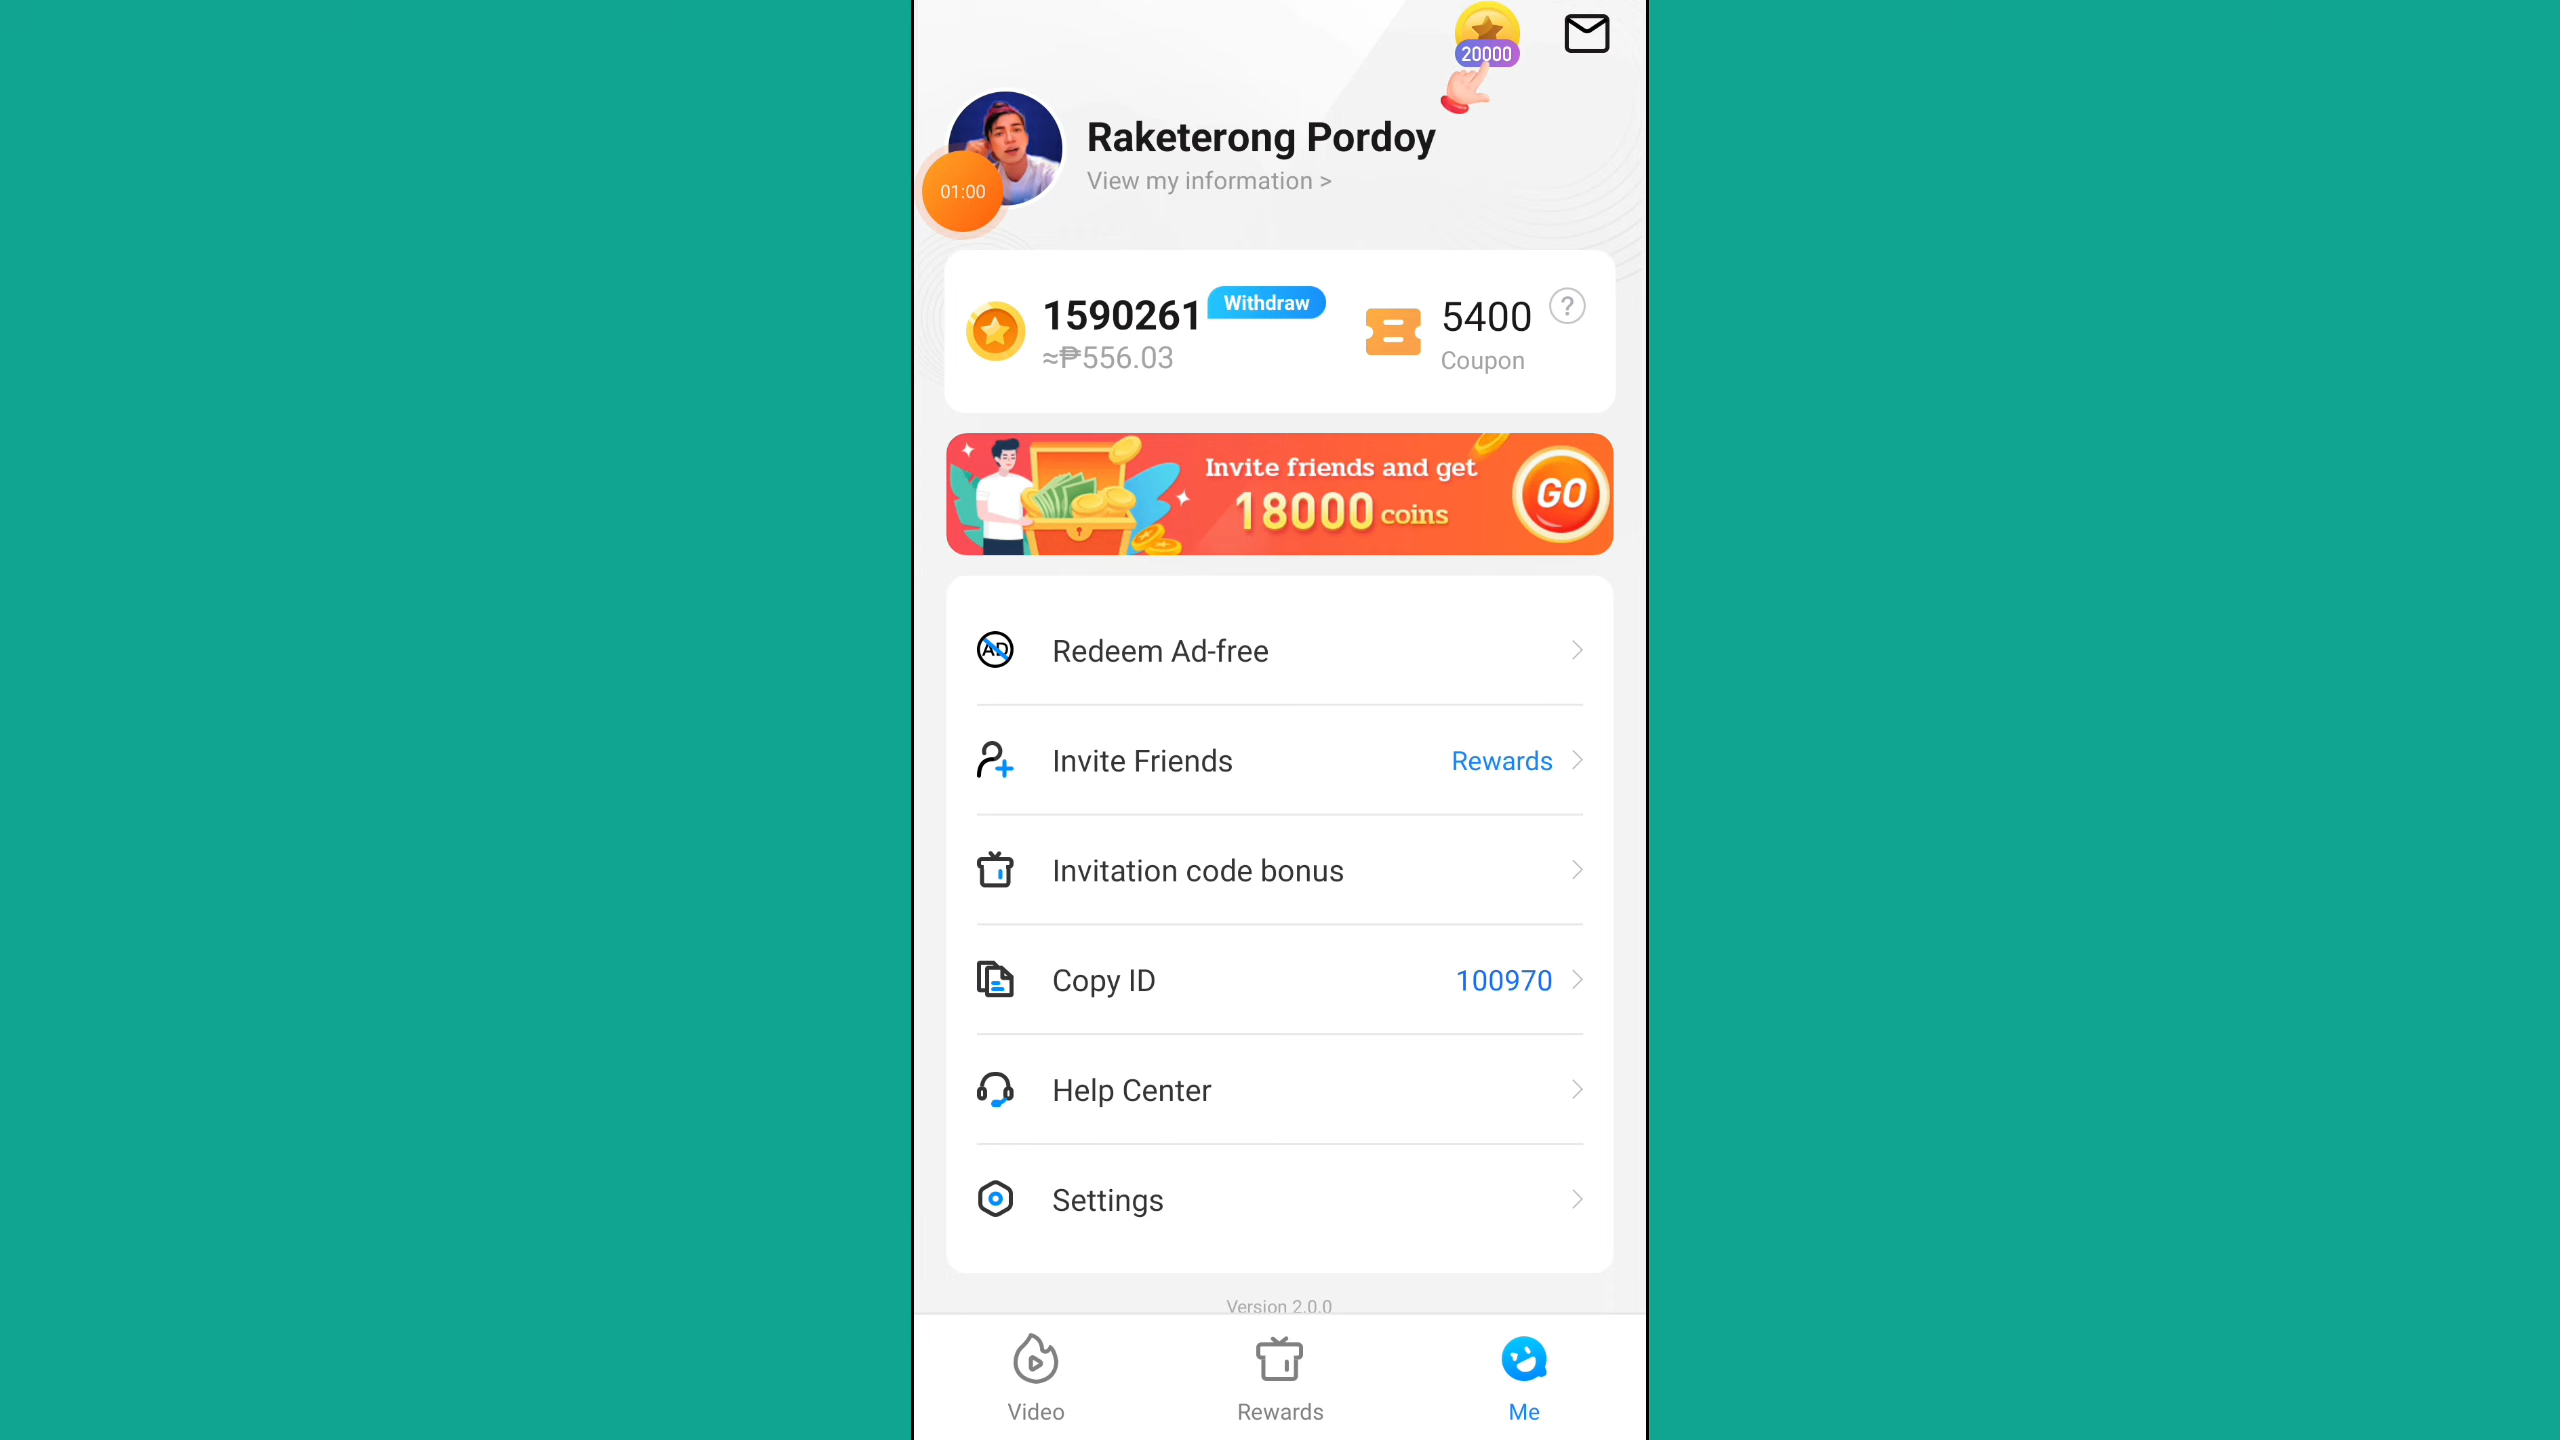 20000
Raketerong Pordoy
View my information >
01:00
1590261 Withdraw
≈₱556.03
5400 ?
Coupon
Invite friends and get
18000 coins
GO
AD Redeem Ad-free
Invite Friends Rewards
Invitation code bonus
Copy ID 100970
Help Center
Settings
Version 2.0.0
Video Rewards Me